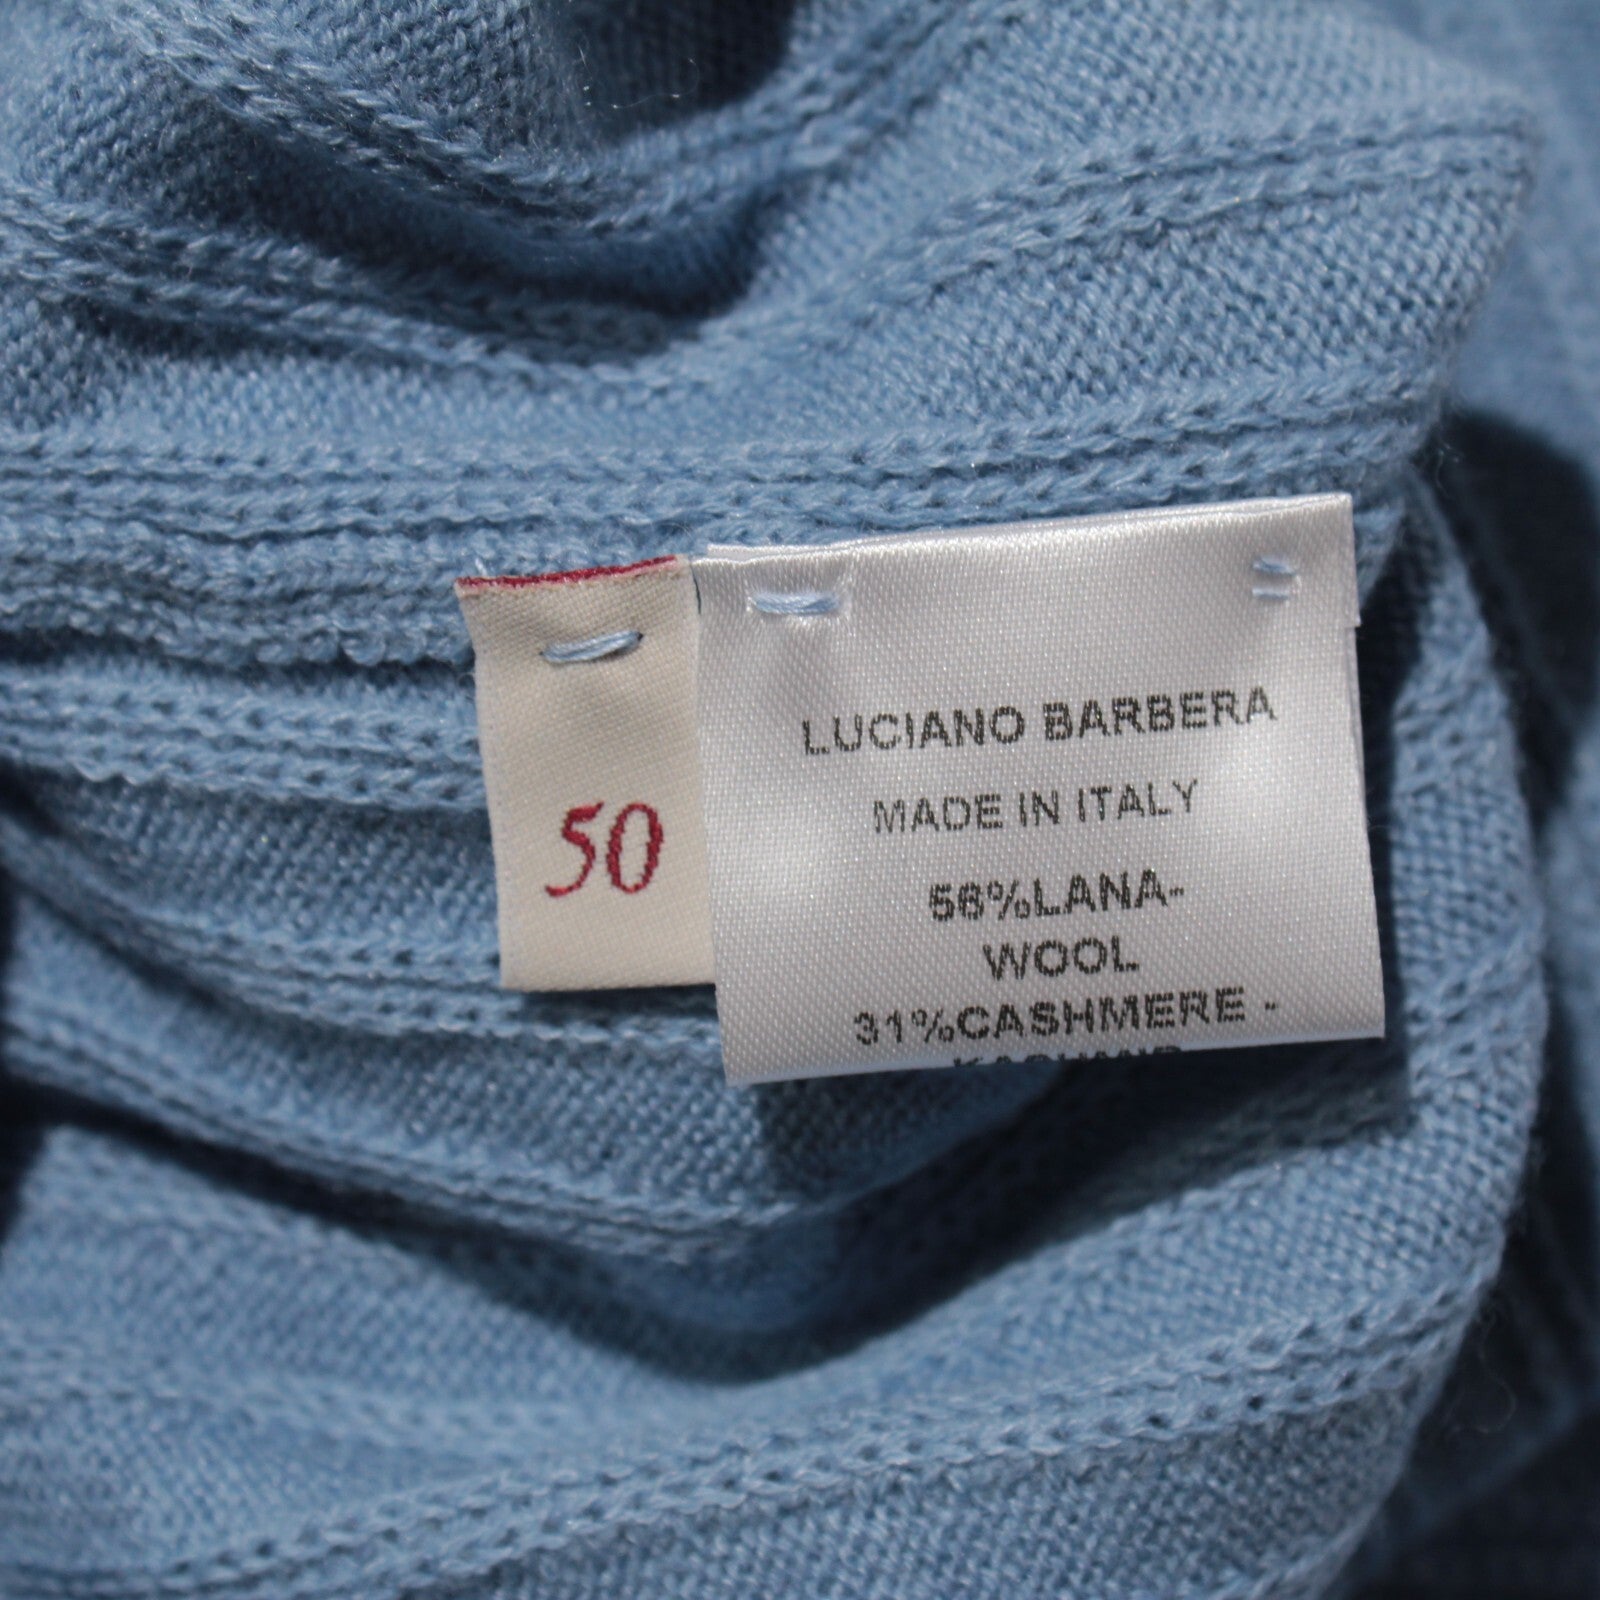 50
LUCIANO BARBERA
MADE IN ITALY
56%LANA-
WOOL
31%CASHMERE -